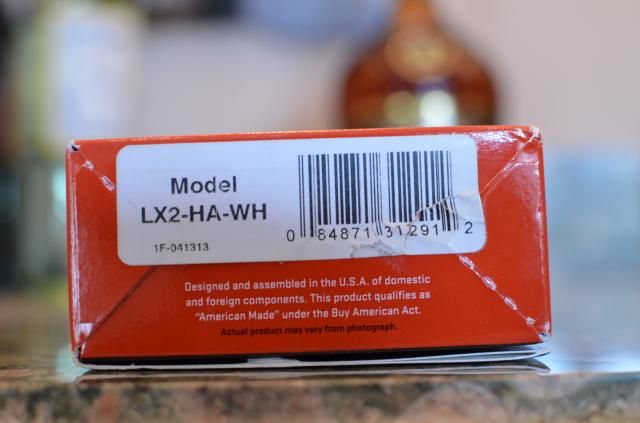 Model
LX2-HA-WH
1F-041313
0 84871 31291 2
Designed and assembled in the U.S.A. of domestic
and foreign components. This product qualifies as
"American Made" under the Buy American Act.
Actual product may vary from photograph.